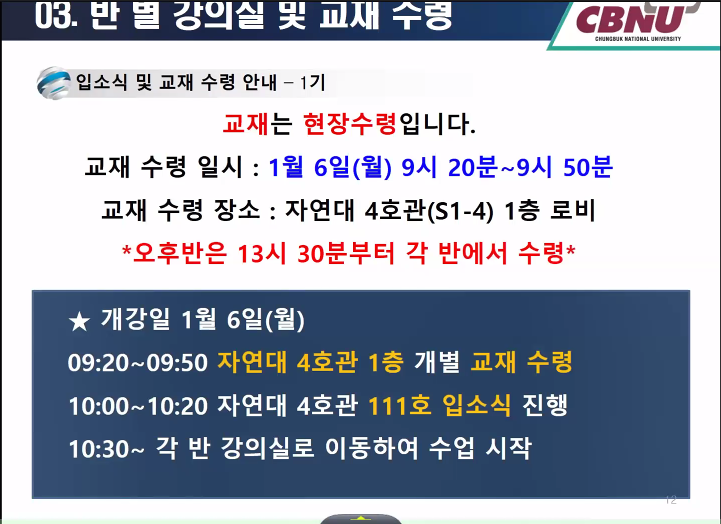 03. 반 별 강의실 및 교재 수령
CBNU
CHUNGBUK NATIONAL UNIVERSITY
입소식 및 교재 수령 안내 – 1기
교재는 현장수령입니다.
교재 수령 일시 : 1월 6일(월) 9시 20분~9시 50분
교재 수령 장소 : 자연대 4호관(S1-4) 1층 로비
*오후반은 13시 30분부터 각 반에서 수령*
★ 개강일 1월 6일(월)
09:20~09:50 자연대 4호관 1층 개별 교재 수령
10:00~10:20 자연대 4호관 111호 입소식 진행
10:30~ 각 반 강의실로 이동하여 수업 시작
12